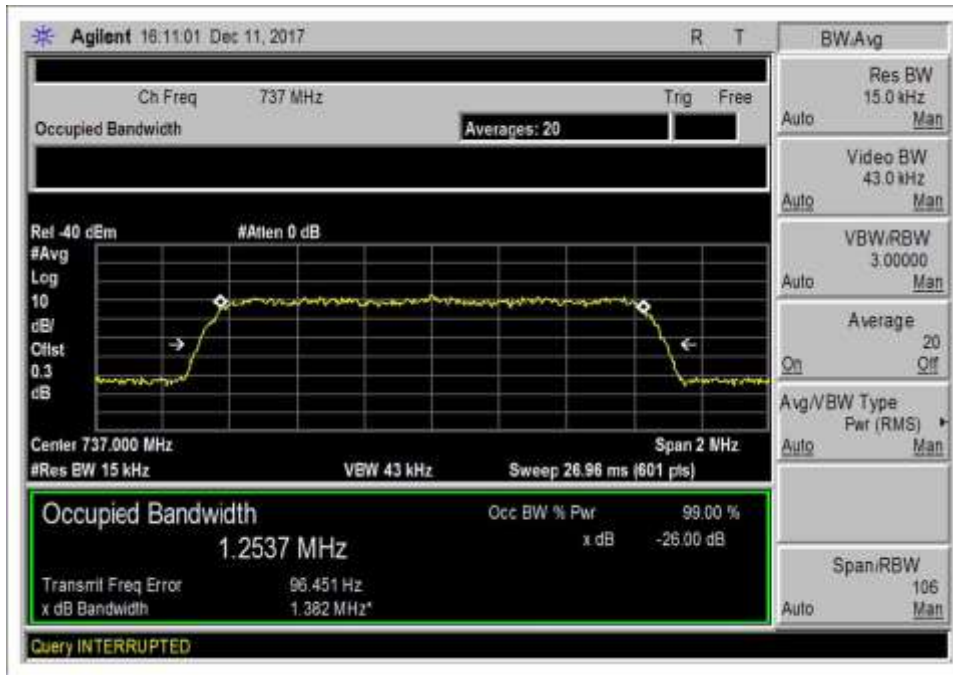 Agilent 16:11:01 Dec 11, 2017 R T
Ch Freq 737 MHz Trig Free
Occupied Bandwidth Averages: 20
Ref -40 dBm #Atten 0 dB
#Avg
Log
10
dB/
Offst
0.3
dB
Center 737.000 MHz Span 2 MHz
#Res BW 15 kHz VBW 43 kHz Sweep 26.96 ms (601 pts)
Occupied Bandwidth
1.2537 MHz
Occ BW % Pwr 99.00 %
x dB -26.00 dB
Transmit Freq Error 96.451 Hz
x dB Bandwidth 1.382 MHz*
Query INTERRUPTED
BW/Avg
Res BW
15.0 kHz
Auto Man
Video BW
43.0 kHz
Auto Man
VBW/RBW
3.00000
Auto Man
Average
20
On Off
Avg/VBW Type
Pwr (RMS)
Auto Man
Span/RBW
106
Auto Man